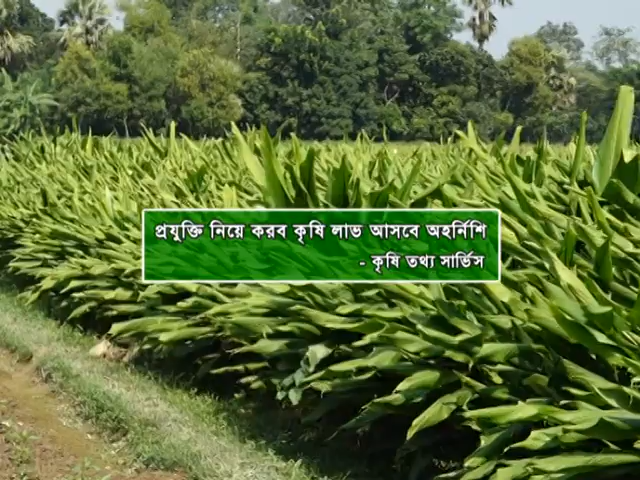 প্রযুক্তি নিয়ে করব কৃষি লাভ আসবে অহর্নিশি
- কৃষি তথ্য সার্ভিস